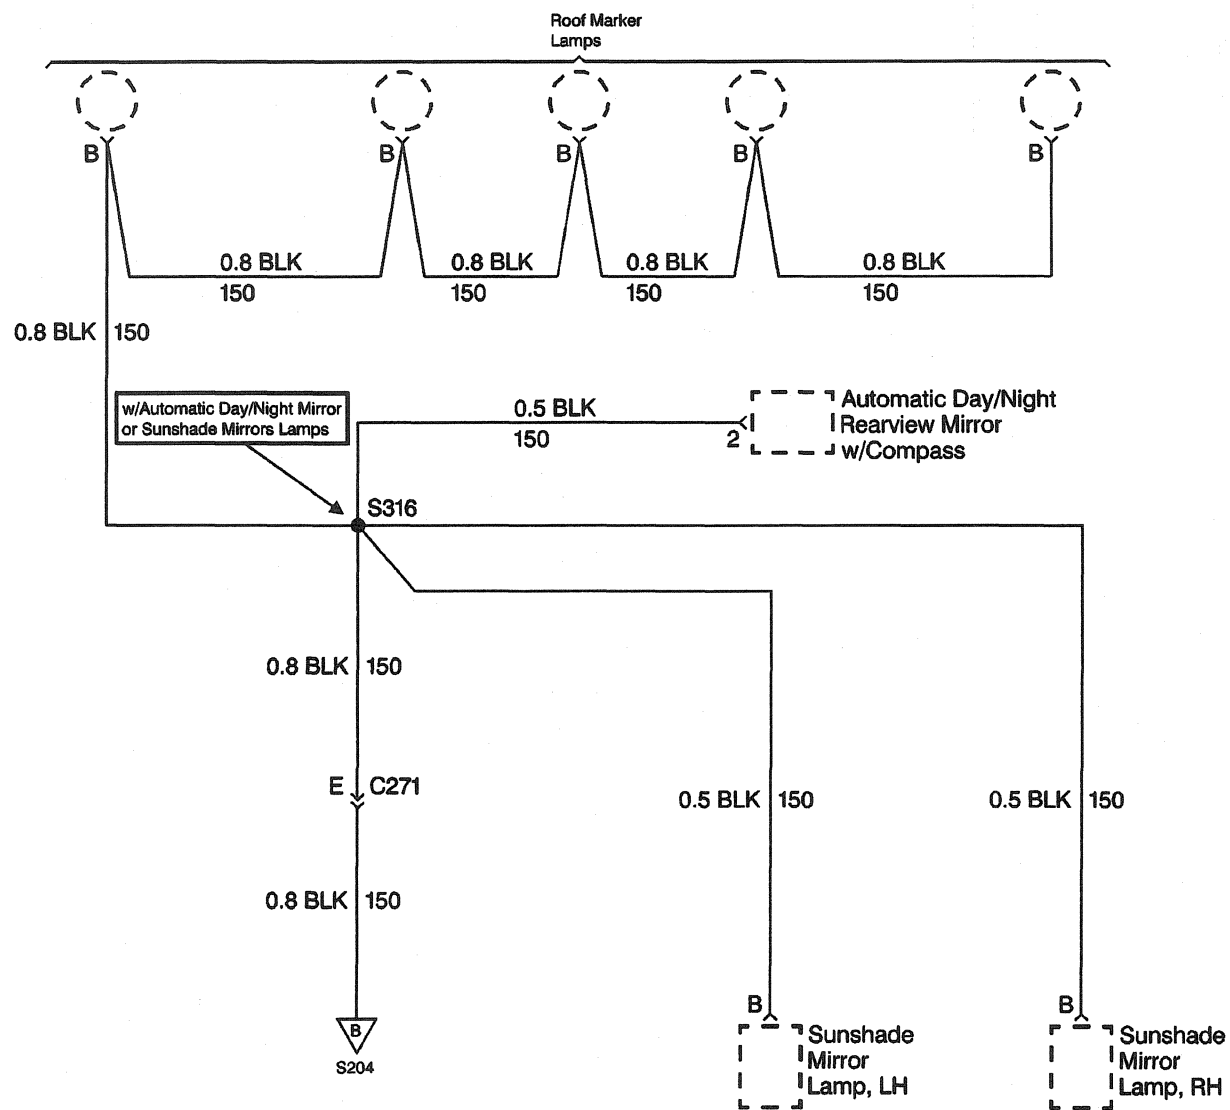 Roof Marker
Lamps
B B B B B
0.8 BLK 0.8 BLK 0.8 BLK 0.8 BLK
150 150 150 150
0.8 BLK 150
w/Automatic Day/Night Mirror
or Sunshade Mirrors Lamps
0.5 BLK
150 2
Automatic Day/Night
Rearview Mirror
w/Compass
S316
0.8 BLK 150
E C271
0.5 BLK 150 0.5 BLK 150
0.8 BLK 150
B
S204
B
Sunshade
Mirror
Lamp, LH
B
Sunshade
Mirror
Lamp, RH